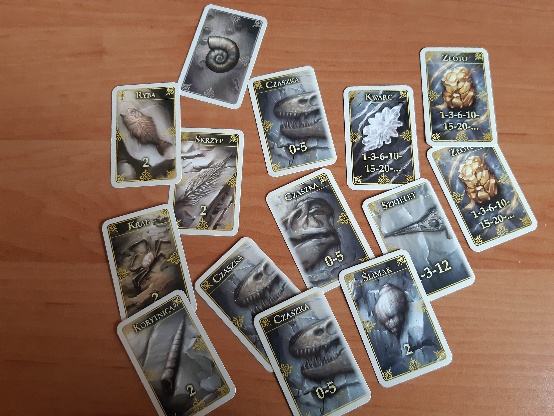 RYBA
2
SKRZYP
2
CZASZKA
0-5
KWARC
1-3-6-10-
15-20-...
ZŁOTO
1-3-6-10-
15-20-...
1-3-6-10-
15-20-...
CZASZKA
0-5
SZKIELET
-3-12
KRAB
2
KORYTNICA
2
CZASZKA
CZASZKA
0-5
ŚLIMAK
2